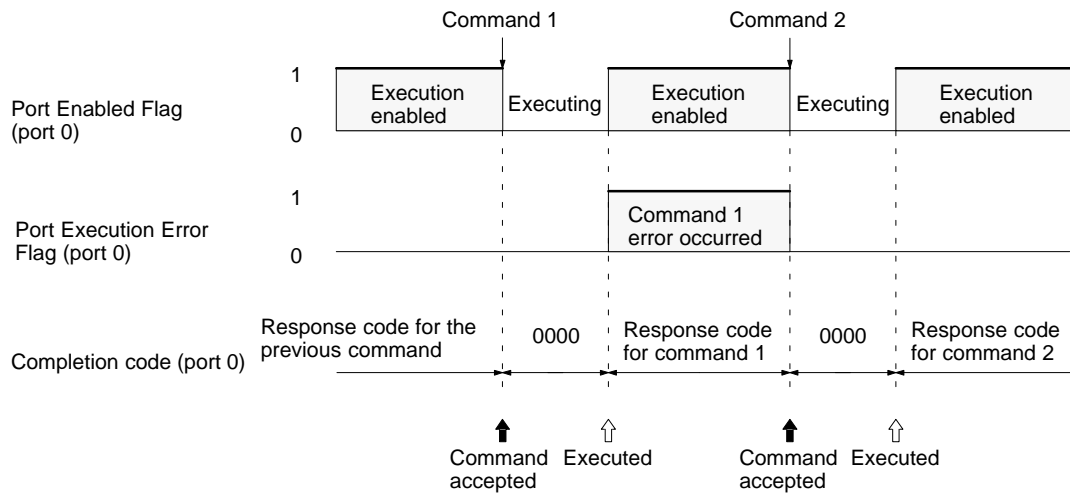 Command 1
Command 2
1
Execution
enabled
Executing
Execution
enabled
Executing
Execution
enabled
Port Enabled Flag
(port 0)
0
1
Command 1
error occurred
Port Execution Error
Flag (port 0)
0
Response code for the
previous command
0000
Response code
for command 1
0000
Response code
for command 2
Completion code (port 0)
Command
accepted
Executed
Command
accepted
Executed